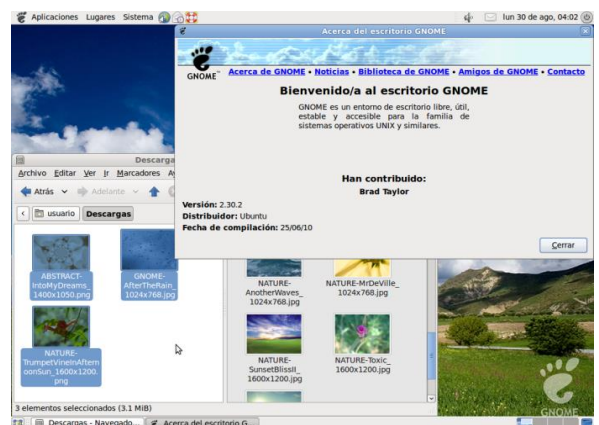 Aplicaciones Lugares Sistema
lun 30 de ago, 04:02
Acerca del escritorio GNOME
GNOME™
Acerca de GNOME • Noticias • Biblioteca de GNOME • Amigos de GNOME • Contacto
Bienvenido/a al escritorio GNOME
GNOME es un entorno de escritorio libre, útil,
estable y accesible para la familia de
sistemas operativos UNIX y similares.
Han contribuido:
Brad Taylor
Versión: 2.30.2
Distribuidor: Ubuntu
Fecha de compilación: 25/06/10
Cerrar
Descarga
Archivo Editar Ver Ir Marcadores Ay
Atrás Adelante
usuario Descargas
ABSTRACT-
IntoMyDreams_
1400x1050.png
GNOME-
AfterTheRain_
1024x768.jpg
NATURE-
AnotherWaves_
1024x768.jpg
NATURE-MrDeVille_
1024x768.jpg
NATURE-
TrumpetVineInAftern
oonSun_1600x1200.
png
NATURE-
SunsetBlissII_
1600x1200.jpg
NATURE-Toxic_
1600x1200.jpg
3 elementos seleccionados (3.1 MiB)
GNOME
Descargas - Navegado...
Acerca del escritorio G...